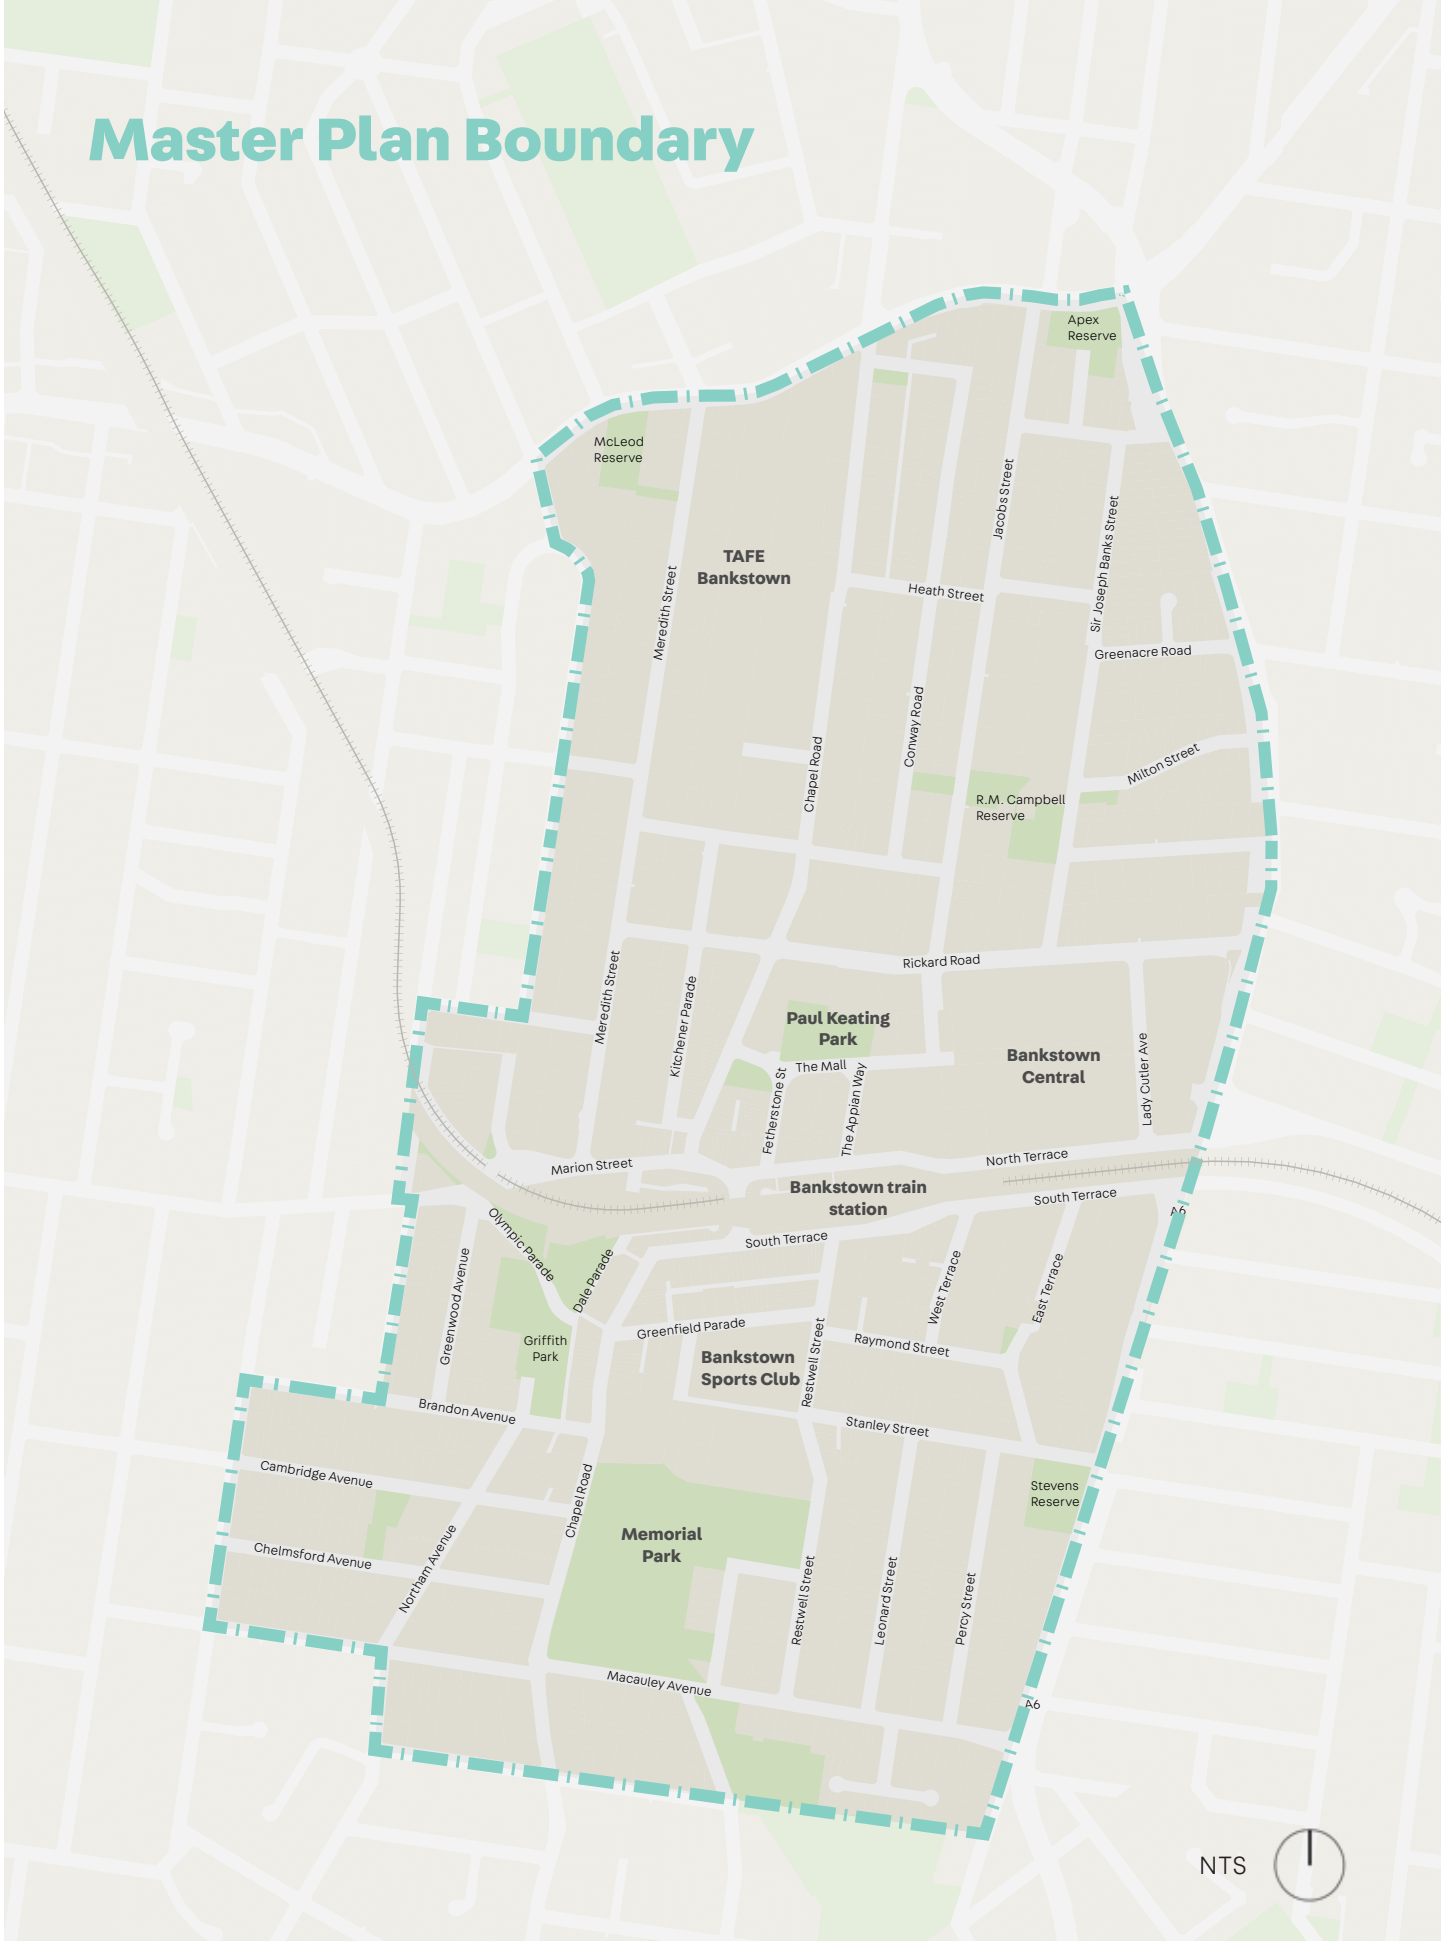 Master Plan Boundary
Apex
Reserve
McLeod
Reserve
Jacobs Street
Sir Joseph Banks Street
TAFE
Bankstown
Meredith Street
Heath Street
Greenacre Road
Conway Road
Chapel Road
Milton Street
R.M. Campbell
Reserve
Rickard Road
Meredith Street
Kitchener Parade
Paul Keating
Park
Bankstown
Central
The Mall
Lady Cutler Ave
Fetherstone St
The Appian Way
Marion Street
North Terrace
Bankstown train
station
South Terrace
A6
Olympic Parade
South Terrace
Dale Parade
Greenwood Avenue
West Terrace
East Terrace
Greenfield Parade
Griffith
Park
Raymond Street
Restwell Street
Bankstown
Sports Club
Brandon Avenue
Stanley Street
Cambridge Avenue
Chapel Road
Stevens
Reserve
Memorial
Park
Chelmsford Avenue
Northam Avenue
Restwell Street
Leonard Street
Percy Street
Macauley Avenue
A6
NTS